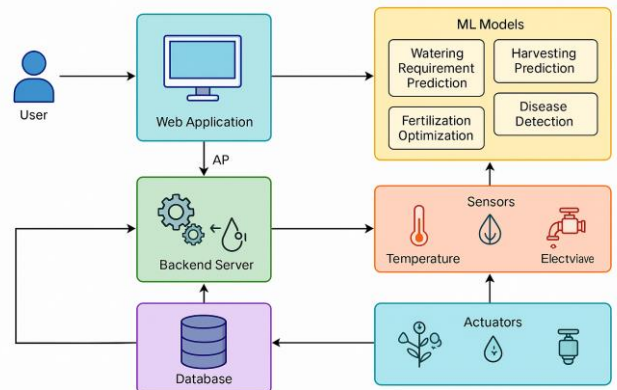 ML Models
Watering
Requirement
Prediction
Harvesting
Prediction
Fertilization
Optimization
Disease
Detection
User
Web Application
AP
Backend Server
Sensors
Temperature
Electviave
Database
Actuators